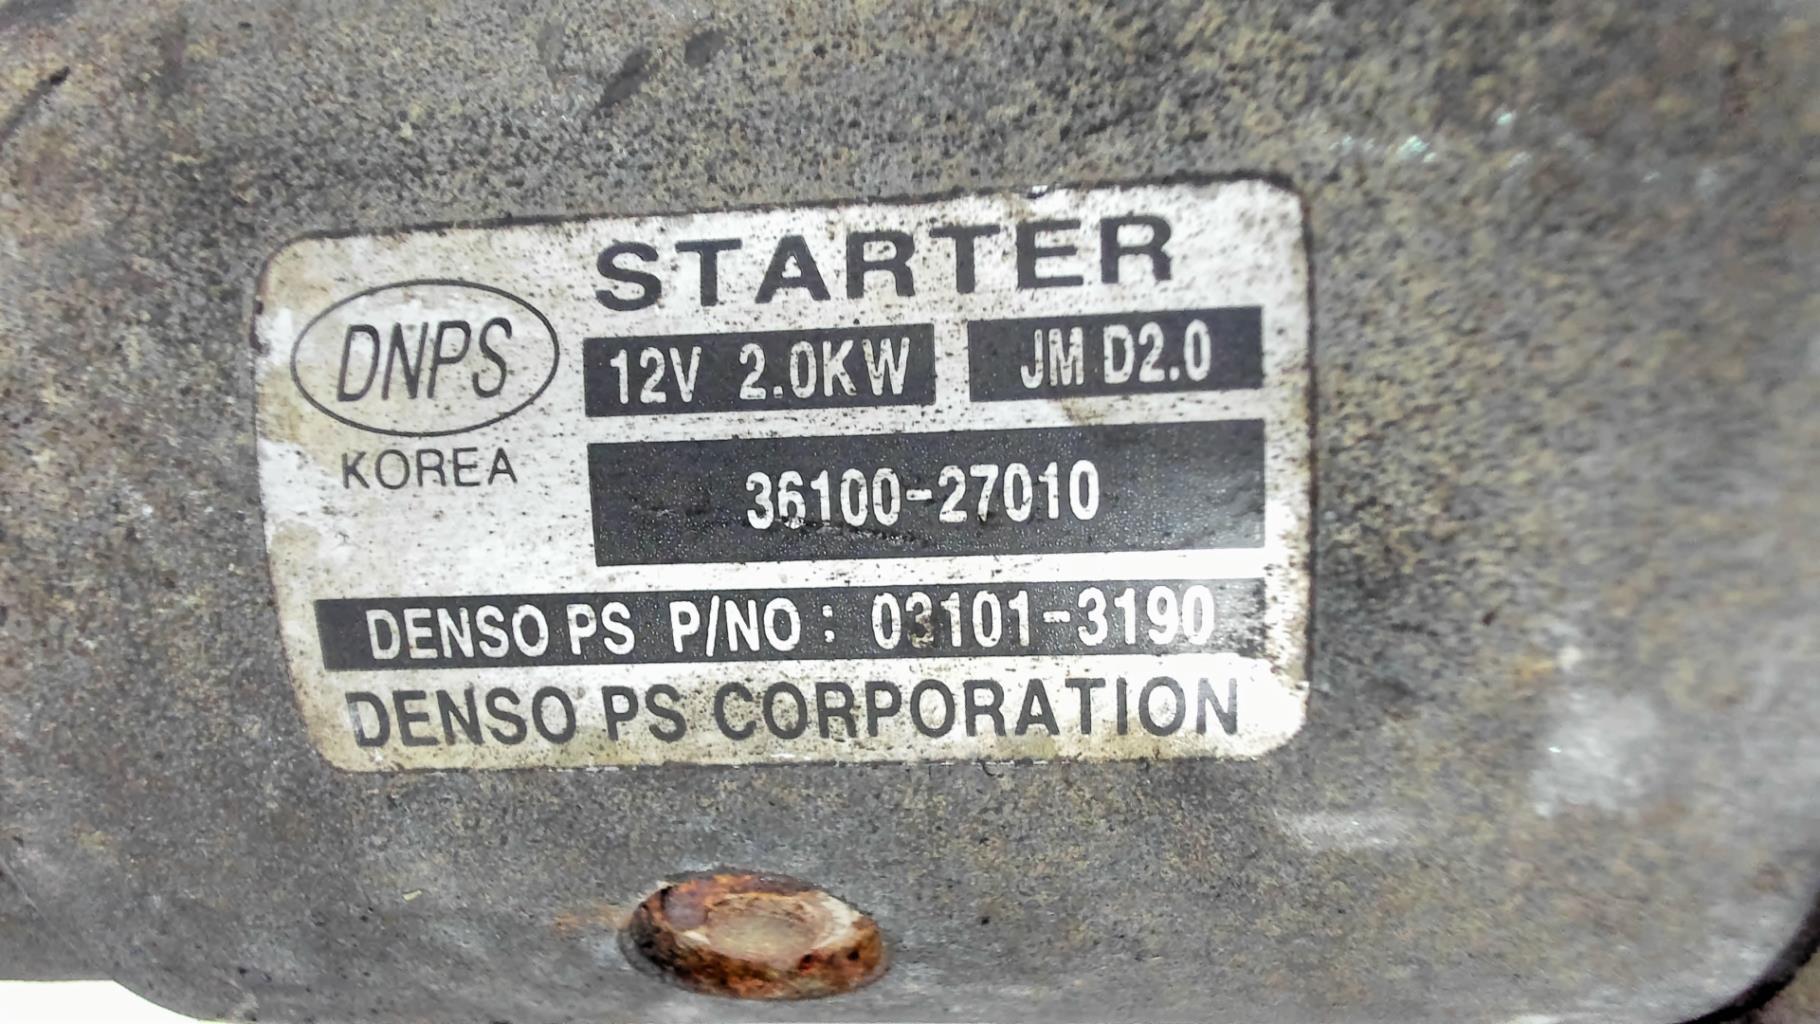 STARTER
DNPS
12V 2.0KW JM D2.0
KOREA
36100-27010
DENSO PS P/NO : 03101-3190
DENSO PS CORPORATION